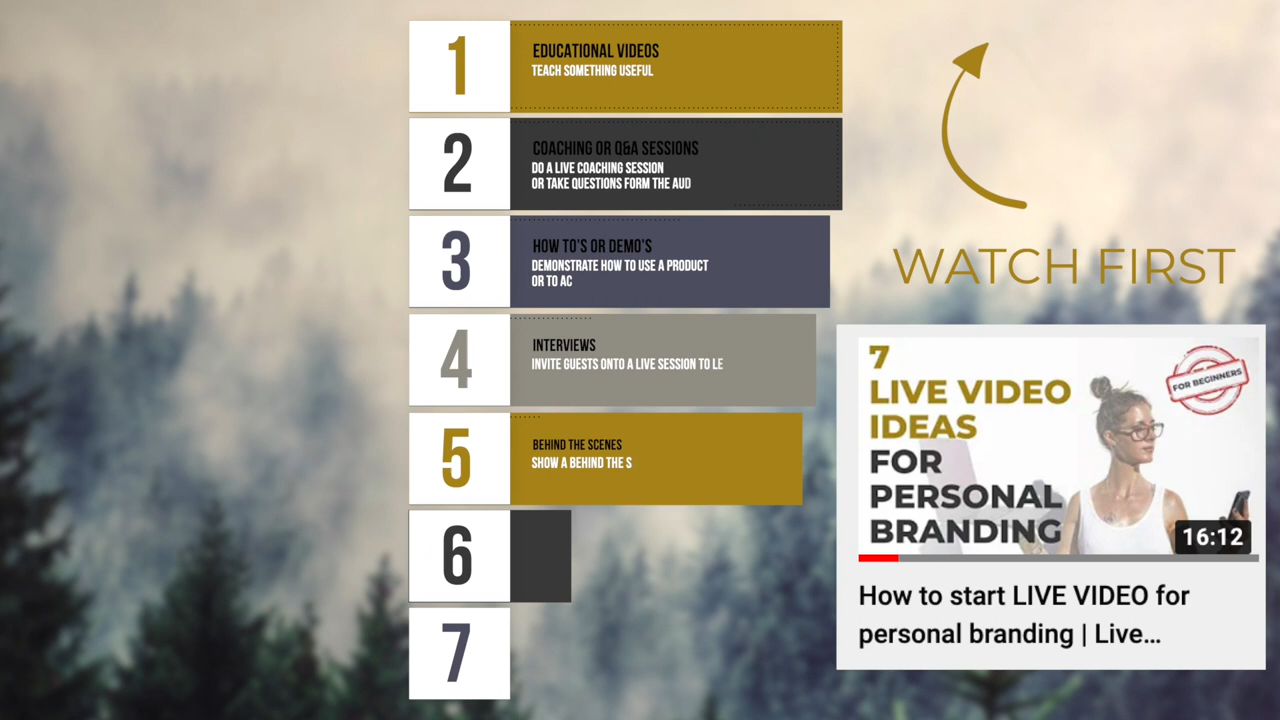 1
EDUCATIONAL VIDEOS
TEACH SOMETHING USEFUL
2
COACHING OR Q&A SESSIONS
DO A LIVE COACHING SESSION
OR TAKE QUESTIONS FORM THE AUD
3
HOW TO'S OR DEMO'S
DEMONSTRATE HOW TO USE A PRODUCT
OR TO AC
4
INTERVIEWS
INVITE GUESTS ONTO A LIVE SESSION TO LE
5
BEHIND THE SCENES
SHOW A BEHIND THE S
6
7
WATCH FIRST
7
LIVE VIDEO
IDEAS
FOR
PERSONAL
BRANDING
FOR BEGINNERS
16:12
How to start LIVE VIDEO for
personal branding | Live...